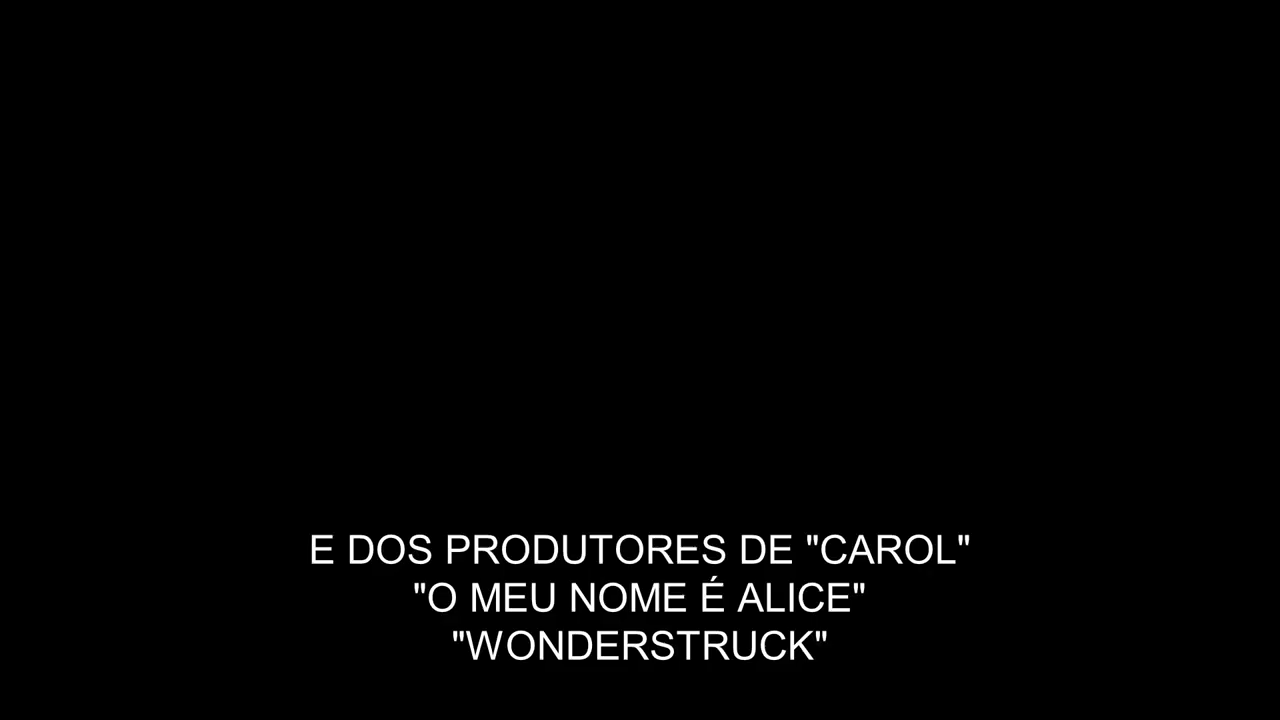 E DOS PRODUTORES DE "CAROL"
"O MEU NOME É ALICE"
"WONDERSTRUCK"